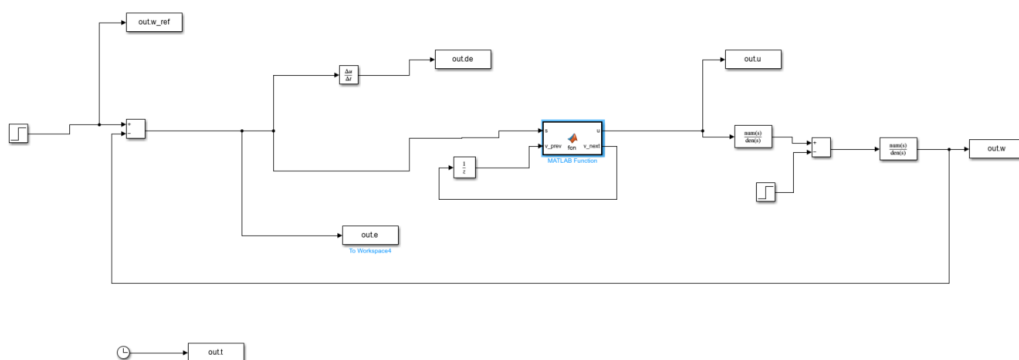 out.w_ref
out.de
out.u
Δu
Δt
+
−
s
u
v_prev
fcn
v_next
MATLAB Function
1
z
num(s)
den(s)
+
−
num(s)
den(s)
out.w
out.e
To Workspace4
out.t